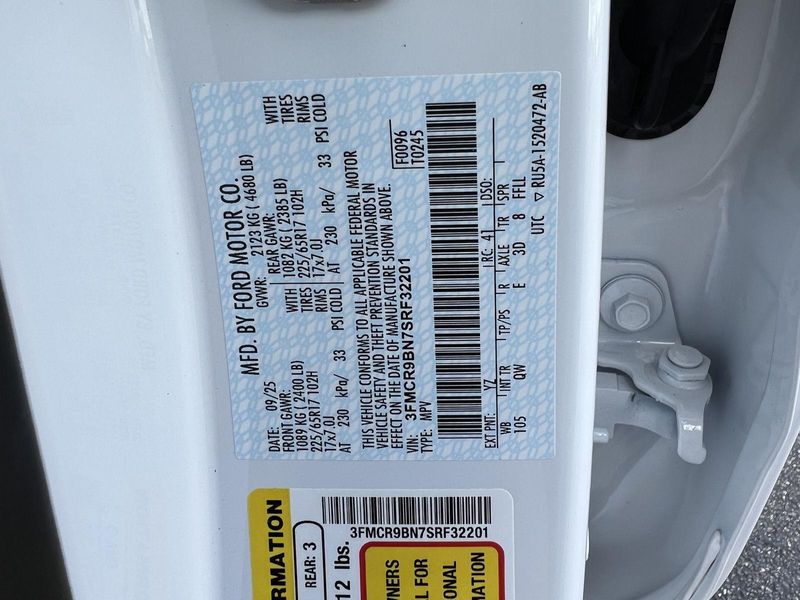 MFD. BY FORD MOTOR CO.
DATE: 09/25
GVWR: 2123 KG ( 4680 LB)
FRONT GAWR:
REAR GAWR:
1089 KG ( 2400 LB)
WITH
1082 KG ( 2385 LB)
WITH
225/65R17 102H
TIRES
225/65R17 102H
TIRES
17x7.0J
RIMS
17x7.0J
RIMS
AT 230 kPa/ 33 PSI COLD
AT 230 kPa/ 33 PSI COLD
THIS VEHICLE CONFORMS TO ALL APPLICABLE FEDERAL MOTOR
VEHICLE SAFETY AND THEFT PREVENTION STANDARDS IN
EFFECT ON THE DATE OF MANUFACTURE SHOWN ABOVE.
VIN: 3FMCR9BN7SRF32201
TYPE: MPV
F0096
T0245
EXT PNT: YZ
RC: 41
DSO:
WB
INT TR
TP/PS
R
AXLE
TR
SPR
105
QW
E
3D
8
FFLL
UTC ▽ RU5A-1520472-AB
RMATION
REAR: 3
12 lbs.
3FMCR9BN7SRF32201
NERS
L FOR
ONAL
MATION